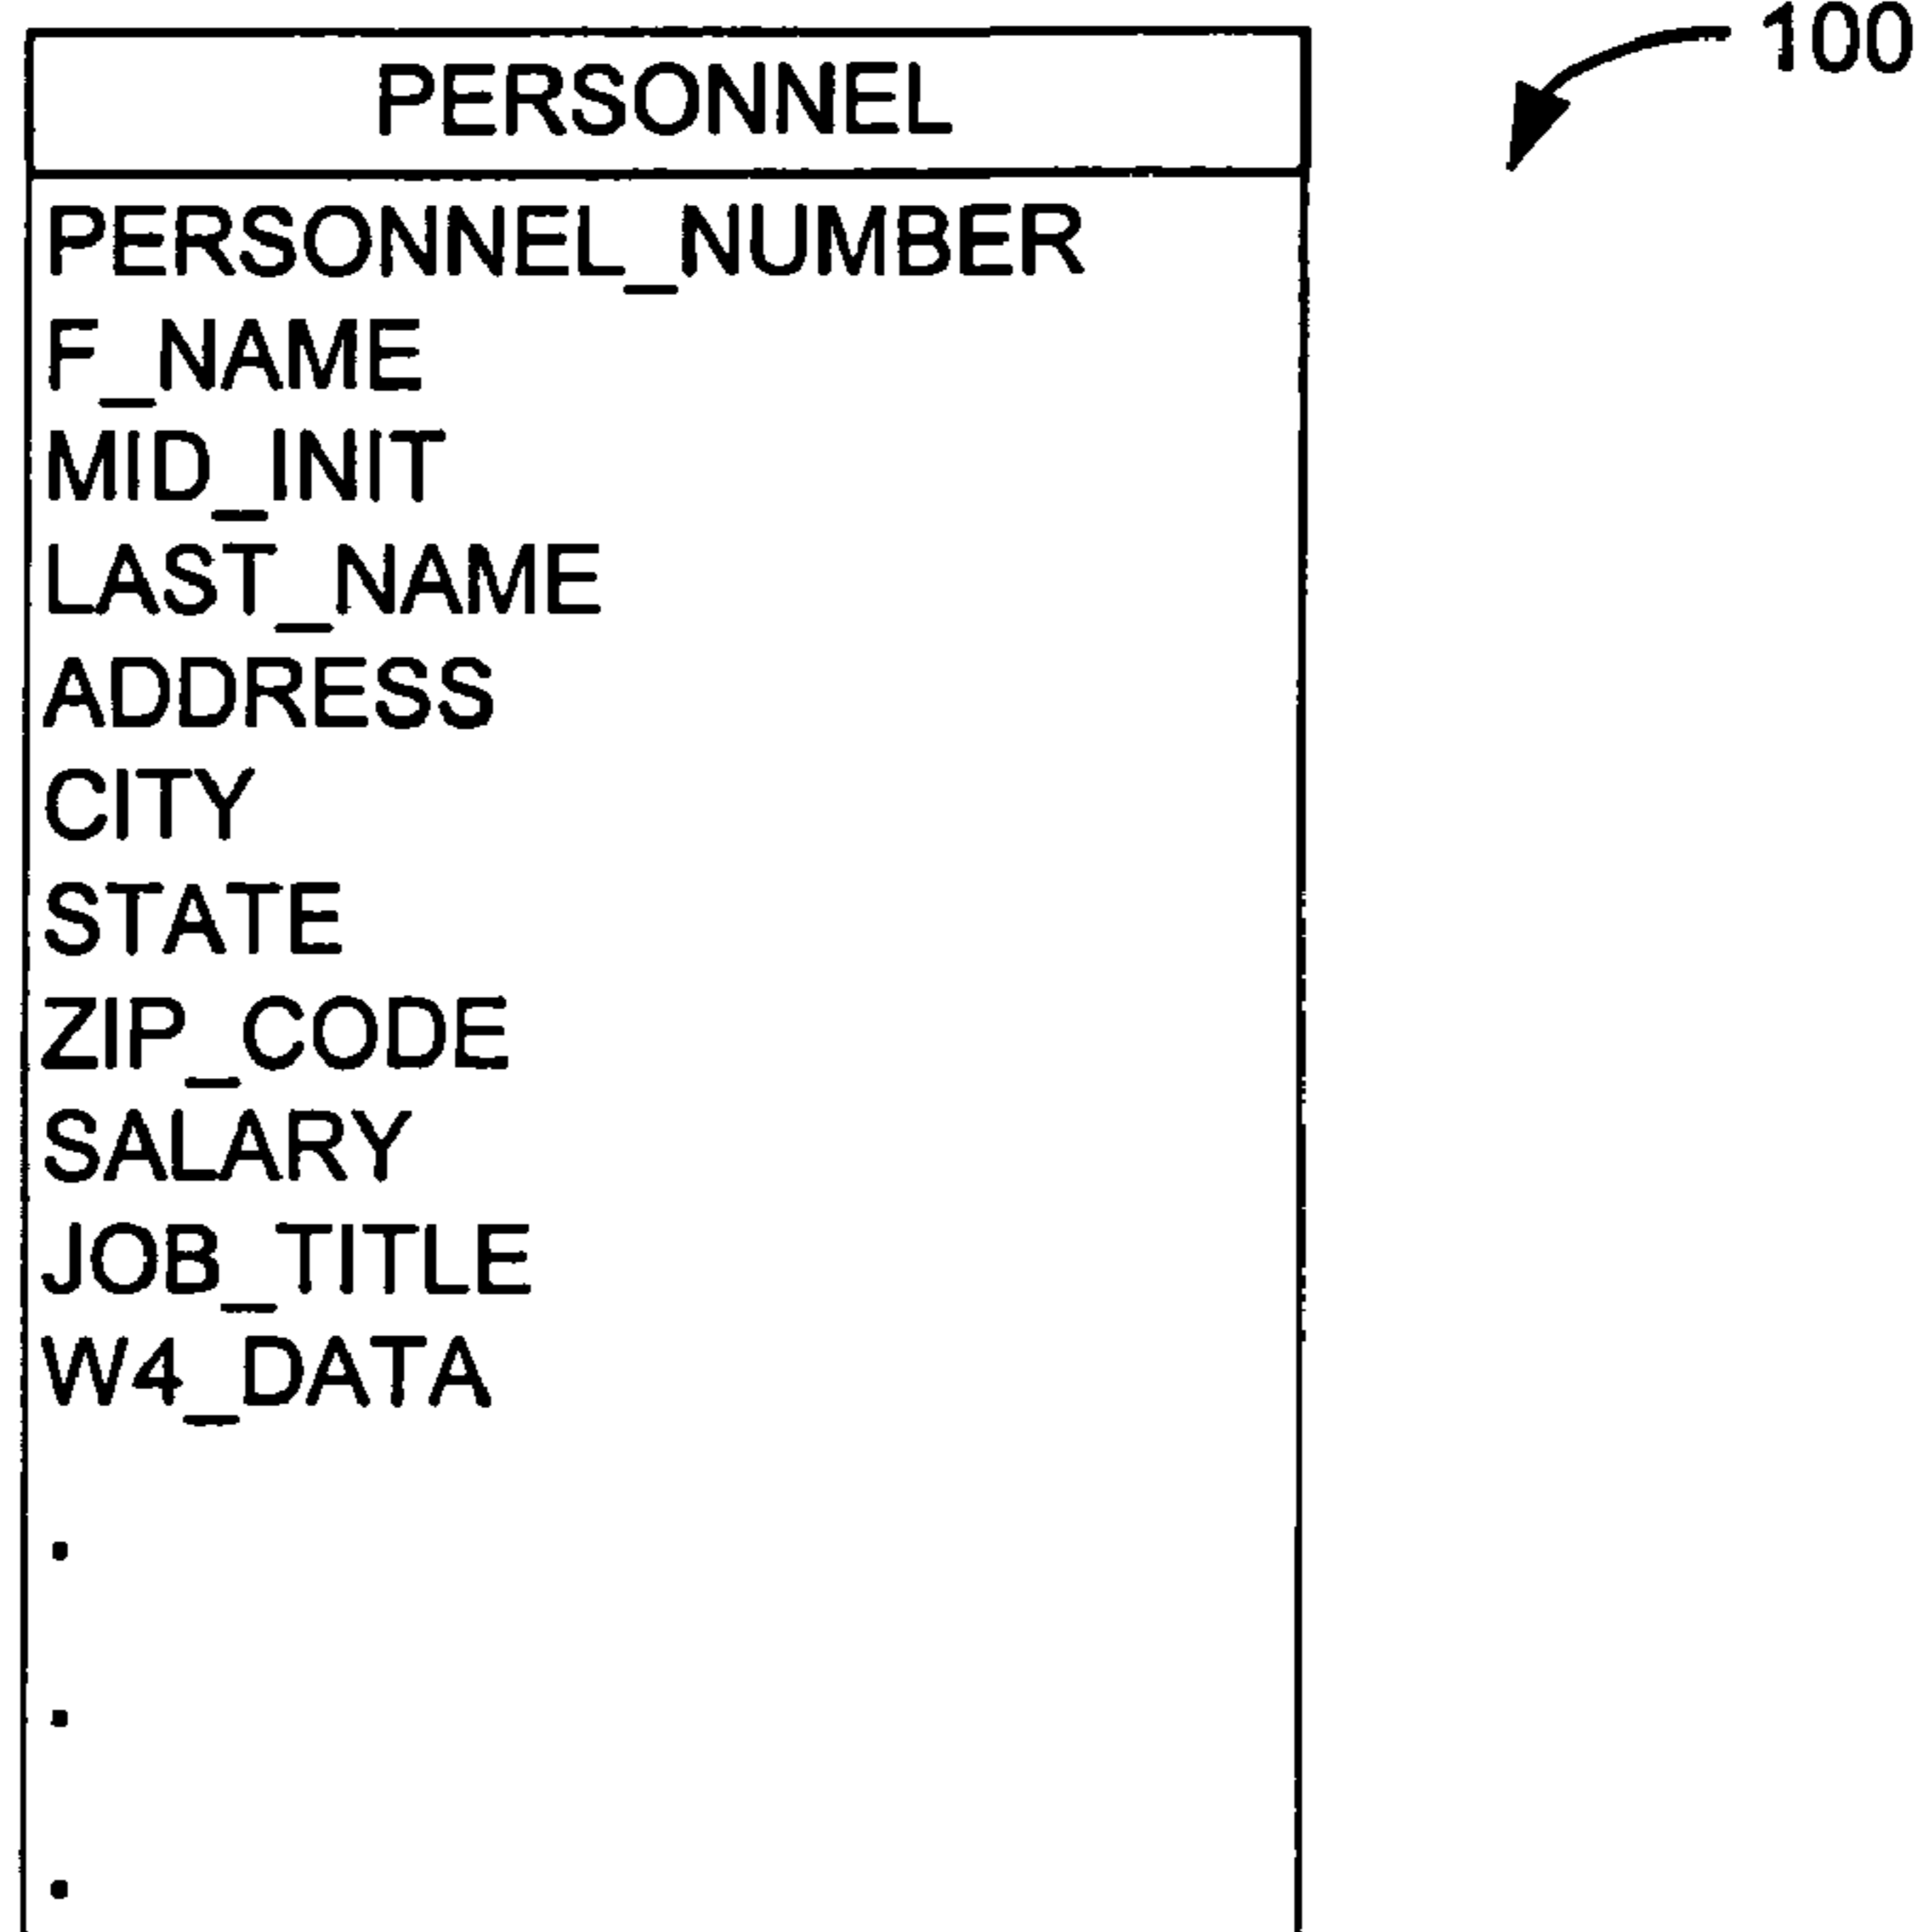 100
PERSONNEL
PERSONNEL_NUMBER
F_NAME
MID_INIT
LAST_NAME
ADDRESS
CITY
STATE
ZIP_CODE
SALARY
JOB_TITLE
W4_DATA
.
.
.